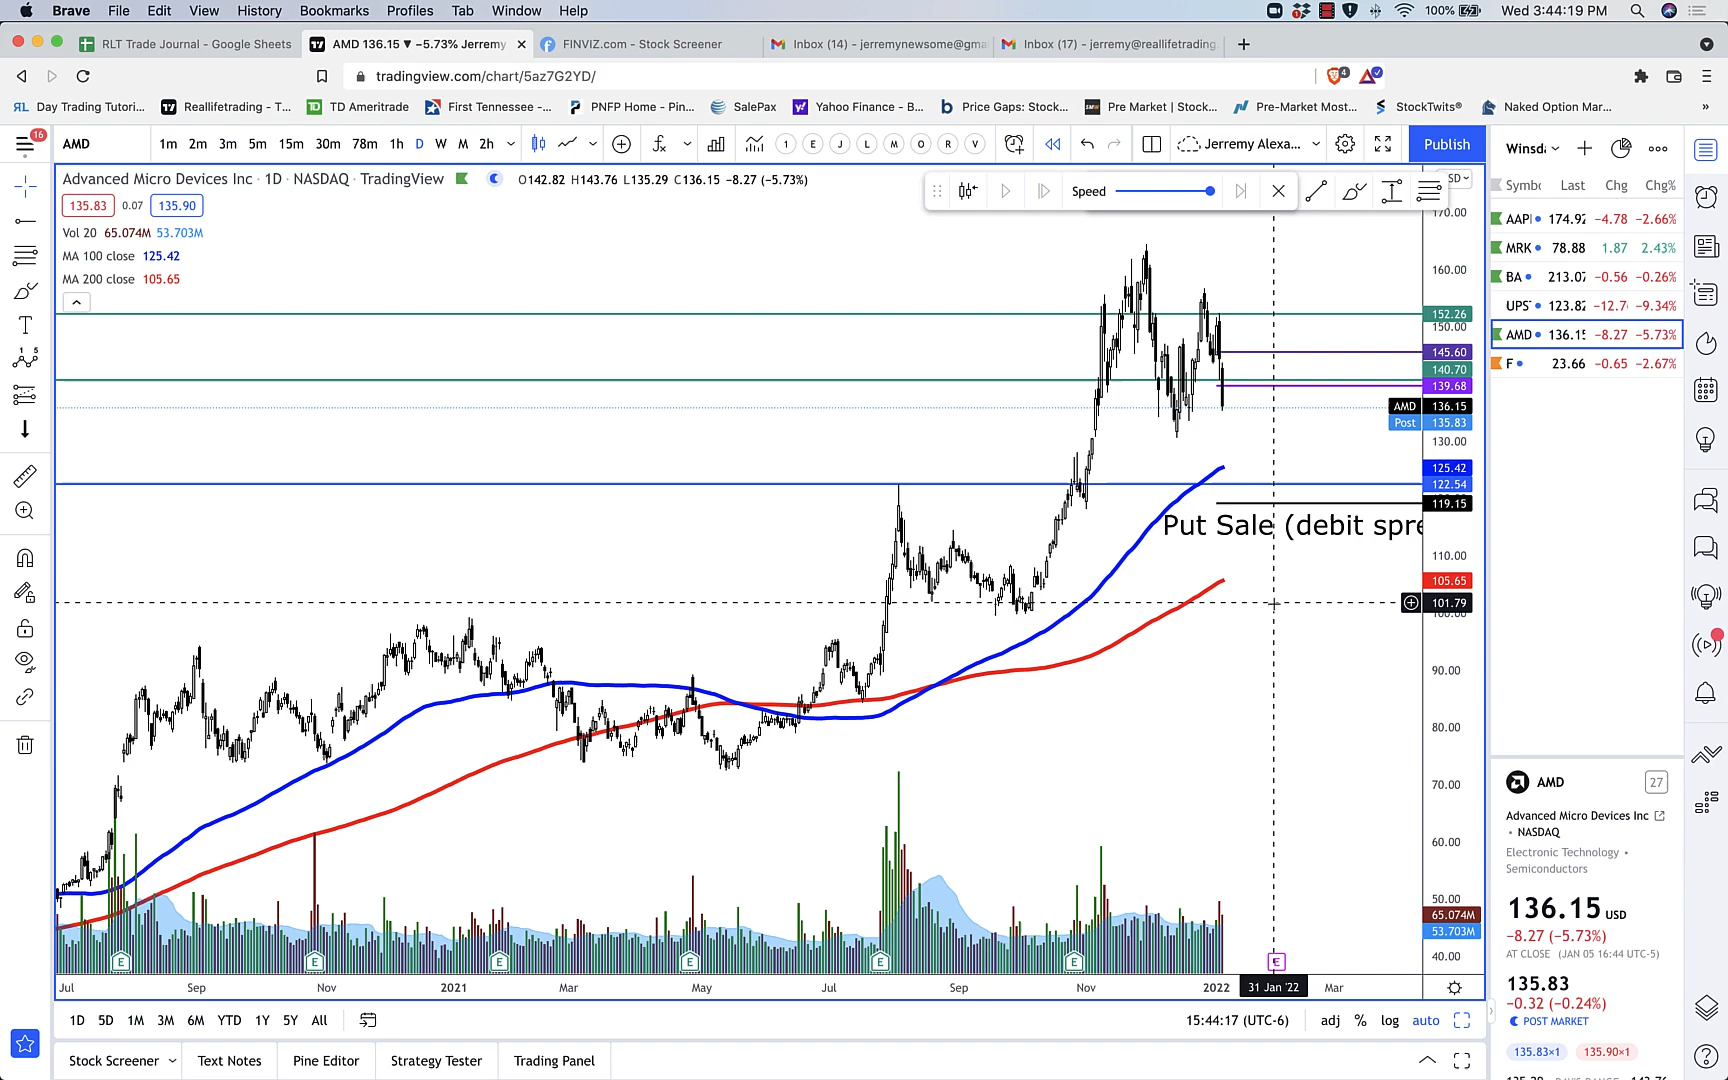 Brave File Edit View History Bookmarks Profiles Tab Window Help 100% Wed 3:44:19 PM
RLT Trade Journal - Google Sheets AMD 136.15 ▼ −5.73% Jerremy FINVIZ.com - Stock Screener Inbox (14) - jerremynewsome@gma Inbox (17) - jerremy@reallifetrading.
tradingview.com/chart/5az7G2YD/ 4
RL Day Trading Tutori... Reallifetrading - T... TD Ameritrade First Tennessee -... PNFP Home - Pin... SalePax Yahoo Finance - B... Price Gaps: Stock... Pre Market | Stock... Pre-Market Most... StockTwits® Naked Option Mar... »
16 AMD 1m 2m 3m 5m 15m 30m 78m 1h D W M 2h 1 E J L M O R V Jerremy Alexa... Publish Winsda
Advanced Micro Devices Inc · 1D · NASDAQ · TradingView O142.82 H143.76 L135.29 C136.15 −8.27 (−5.73%)
Speed
Symbo Last Chg Chg%
135.83 0.07 135.90
Vol 20 65.074M 53.703M
MA 100 close 125.42
MA 200 close 105.65
AAPl 174.92 −4.78 −2.66%
MRK 78.88 1.87 2.43%
BA 213.07 −0.56 −0.26%
UPS 123.82 −12.7 −9.34%
AMD 136.15 −8.27 −5.73%
F 23.66 −0.65 −2.67%
170.00
160.00
152.26
150.00
145.60
140.70
139.68
AMD 136.15
Post 135.83
130.00
125.42
122.54
119.15
Put Sale (debit spre
110.00
105.65
101.79
100.00
90.00
80.00
70.00
60.00
50.00
65.074M
53.703M
40.00
E E E E E E E
Jul Sep Nov 2021 Mar May Jul Sep Nov 2022 31 Jan '22 Mar
AMD 27
Advanced Micro Devices Inc
• NASDAQ
Electronic Technology •
Semiconductors
136.15 USD
−8.27 (−5.73%)
AT CLOSE (JAN 05 16:44 UTC-5)
135.83
−0.32 (−0.24%)
POST MARKET
135.83×1 135.90×1
1D 5D 1M 3M 6M YTD 1Y 5Y All 15:44:17 (UTC-6) adj % log auto
Stock Screener Text Notes Pine Editor Strategy Tester Trading Panel